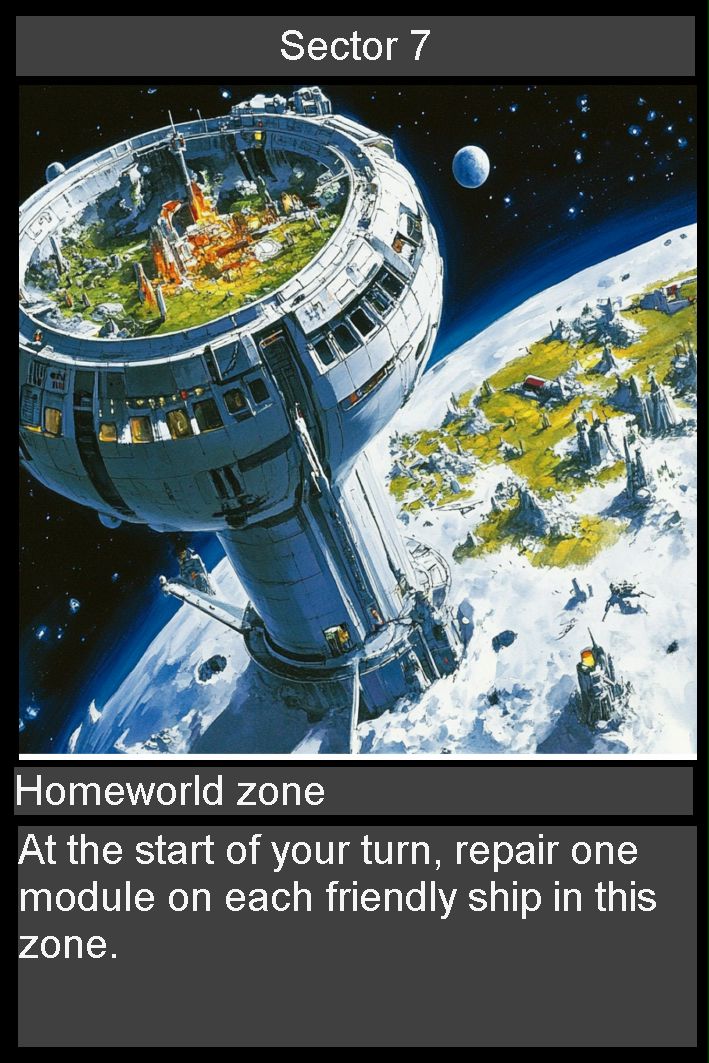 Sector 7
Homeworld zone
At the start of your turn, repair one
module on each friendly ship in this
zone.